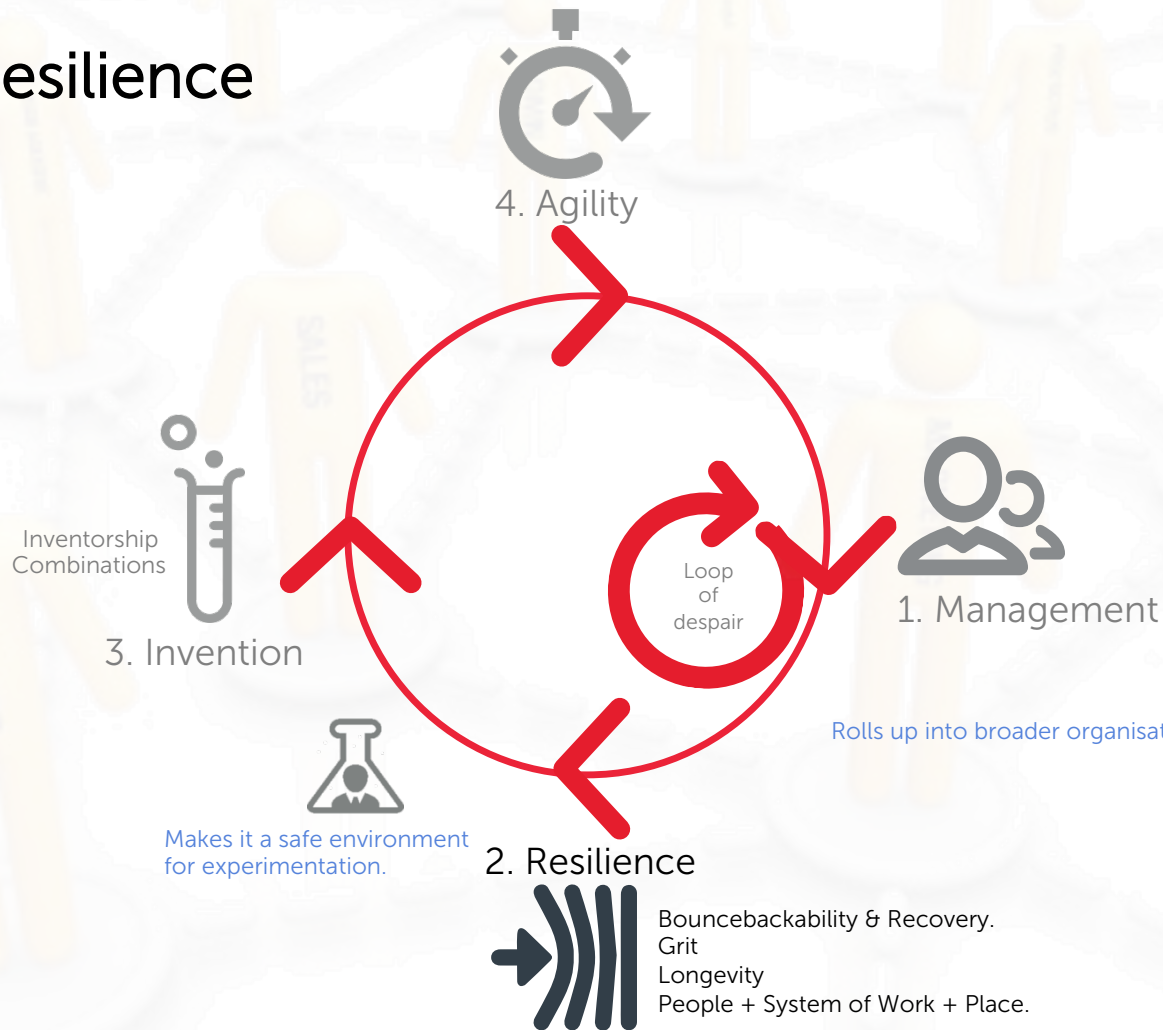 esilience
4. Agility
SALES
Inventorship
Combinations
Loop
of
despair
1. Management
3. Invention
Rolls up into broader organisat
Makes it a safe environment
for experimentation.
2. Resilience
Bouncebackability & Recovery.
Grit
Longevity
People + System of Work + Place.